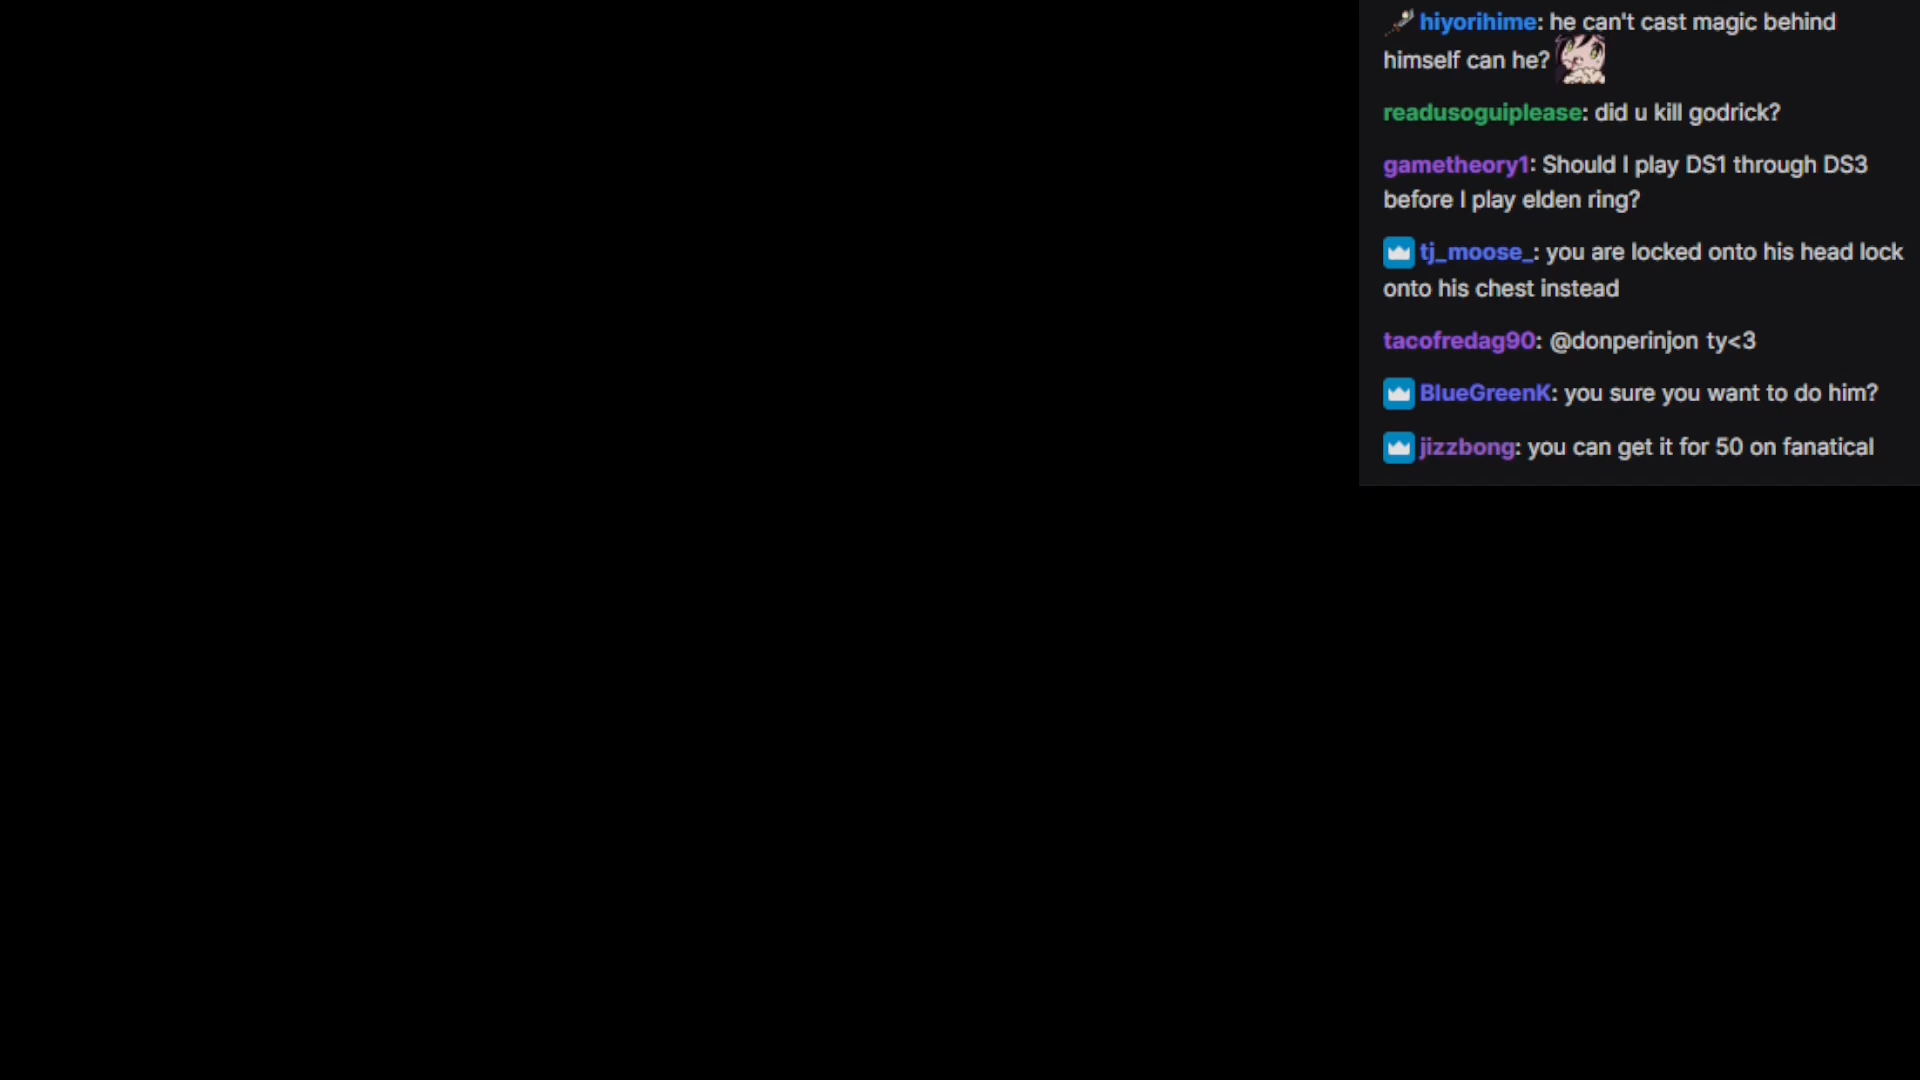 hiyorihime: he can't cast magic behind
himself can he?
readusoguiplease: did u kill godrick?
gametheory1: Should I play DS1 through DS3
before I play elden ring?
tj_moose_: you are locked onto his head lock
onto his chest instead
tacofredag90: @donperinjon ty<3
BlueGreenK: you sure you want to do him?
jizzbong: you can get it for 50 on fanatical